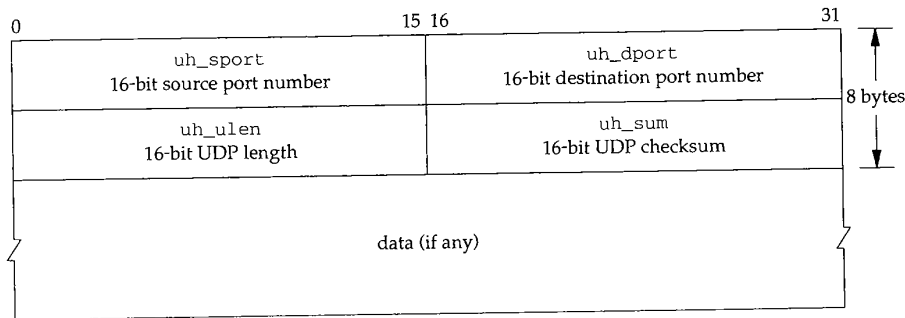 0 15 16 31
uh_sport uh_dport
16-bit source port number 16-bit destination port number
8 bytes
uh_ulen uh_sum
16-bit UDP length 16-bit UDP checksum
data (if any)